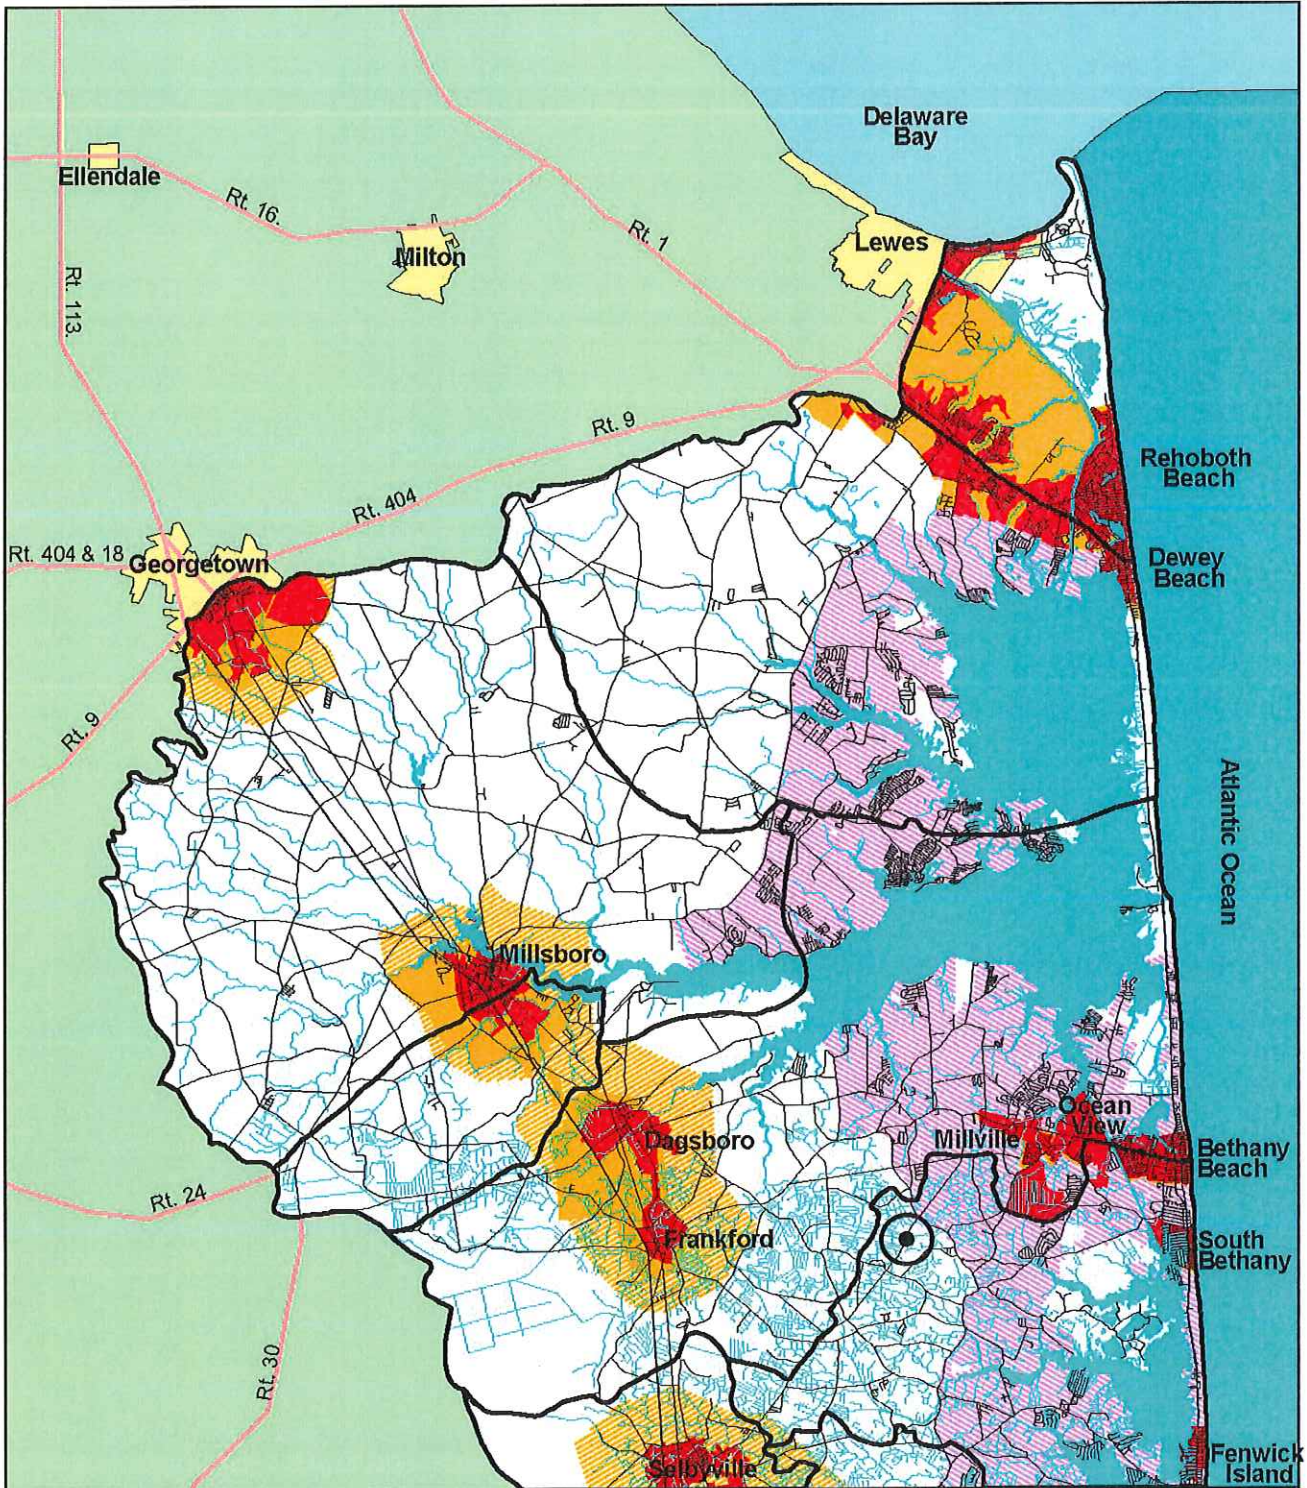 Delaware
Bay
Ellendale
Rt. 16.
Milton
Rt. 1
Lewes
Rt. 113.
Rt. 9
Rehoboth
Beach
Rt. 404
Rt. 404 & 18
Georgetown
Dewey
Beach
Rt. 9
Atlantic Ocean
Millsboro
Ocean
View
Dagsboro
Millville
Bethany
Beach
Rt. 24
Frankford
South
Bethany
Rt. 30
Selbyville
Fenwick
Island